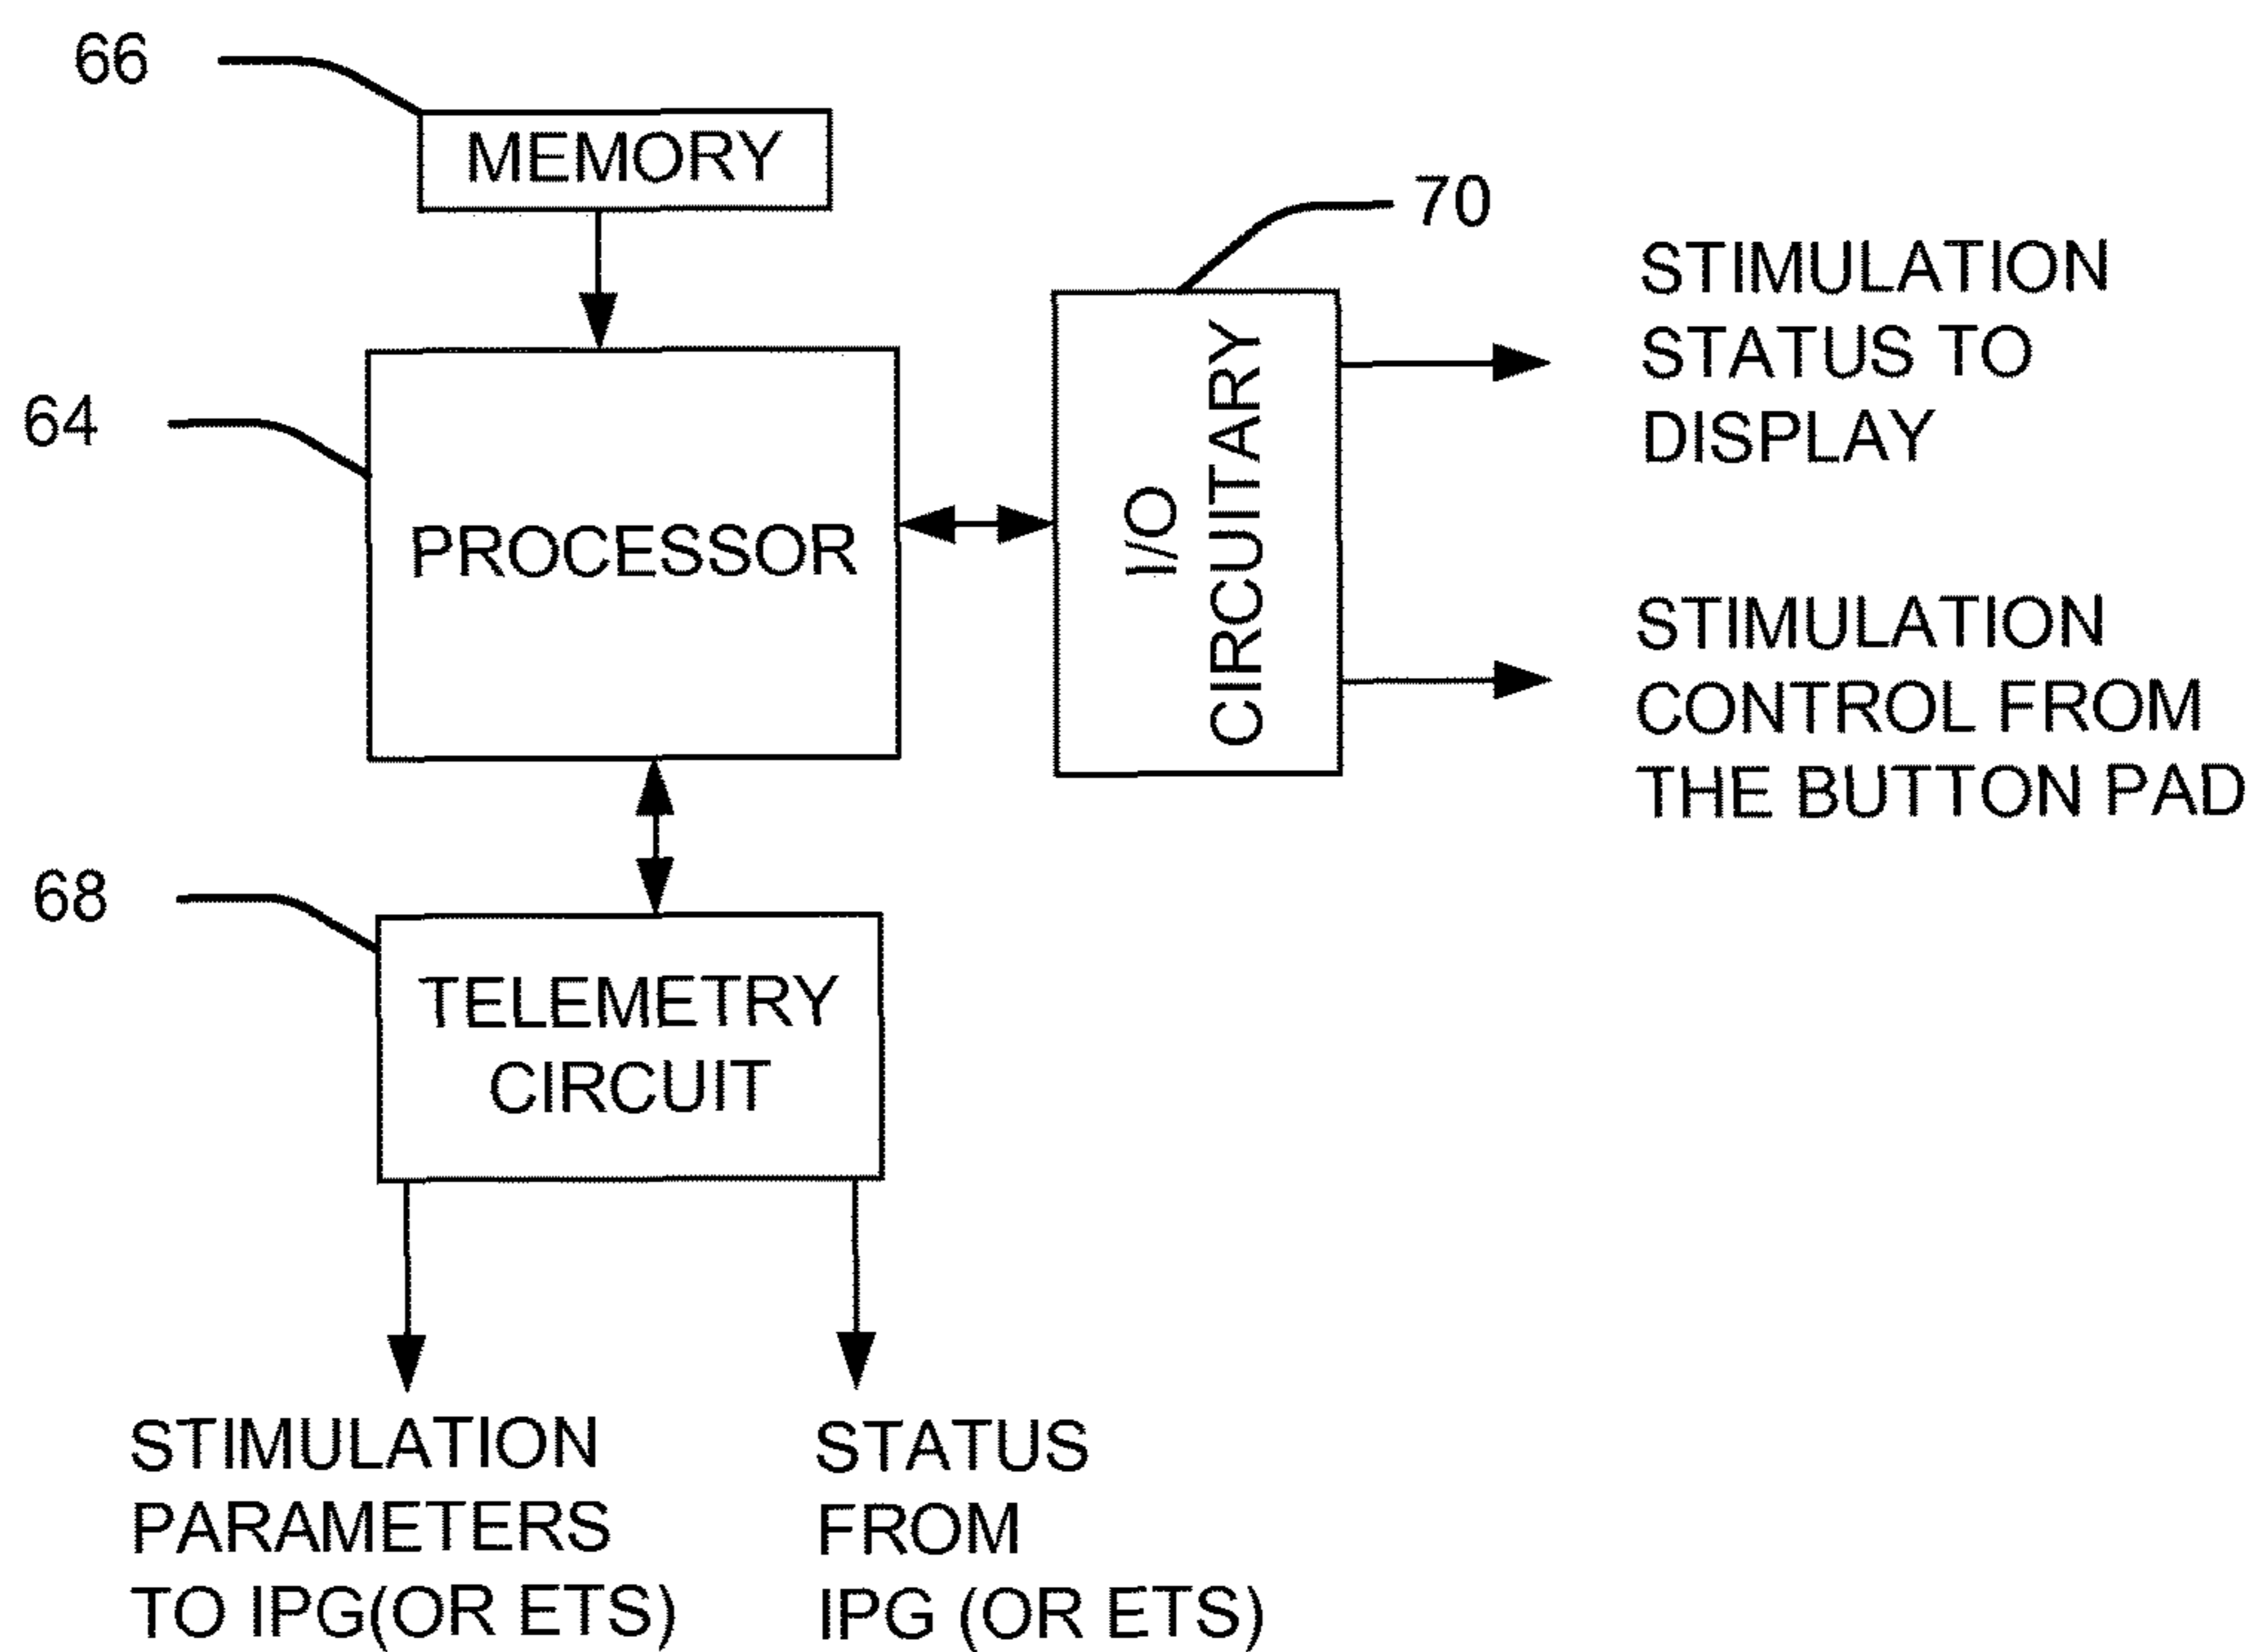 66
MEMORY
70
STIMULATION
STATUS TO
DISPLAY
64
PROCESSOR
I/O
CIRCUITARY
STIMULATION
CONTROL FROM
THE BUTTON PAD
68
TELEMETRY
CIRCUIT
STIMULATION
PARAMETERS
TO IPG(OR ETS)
STATUS
FROM
IPG (OR ETS)